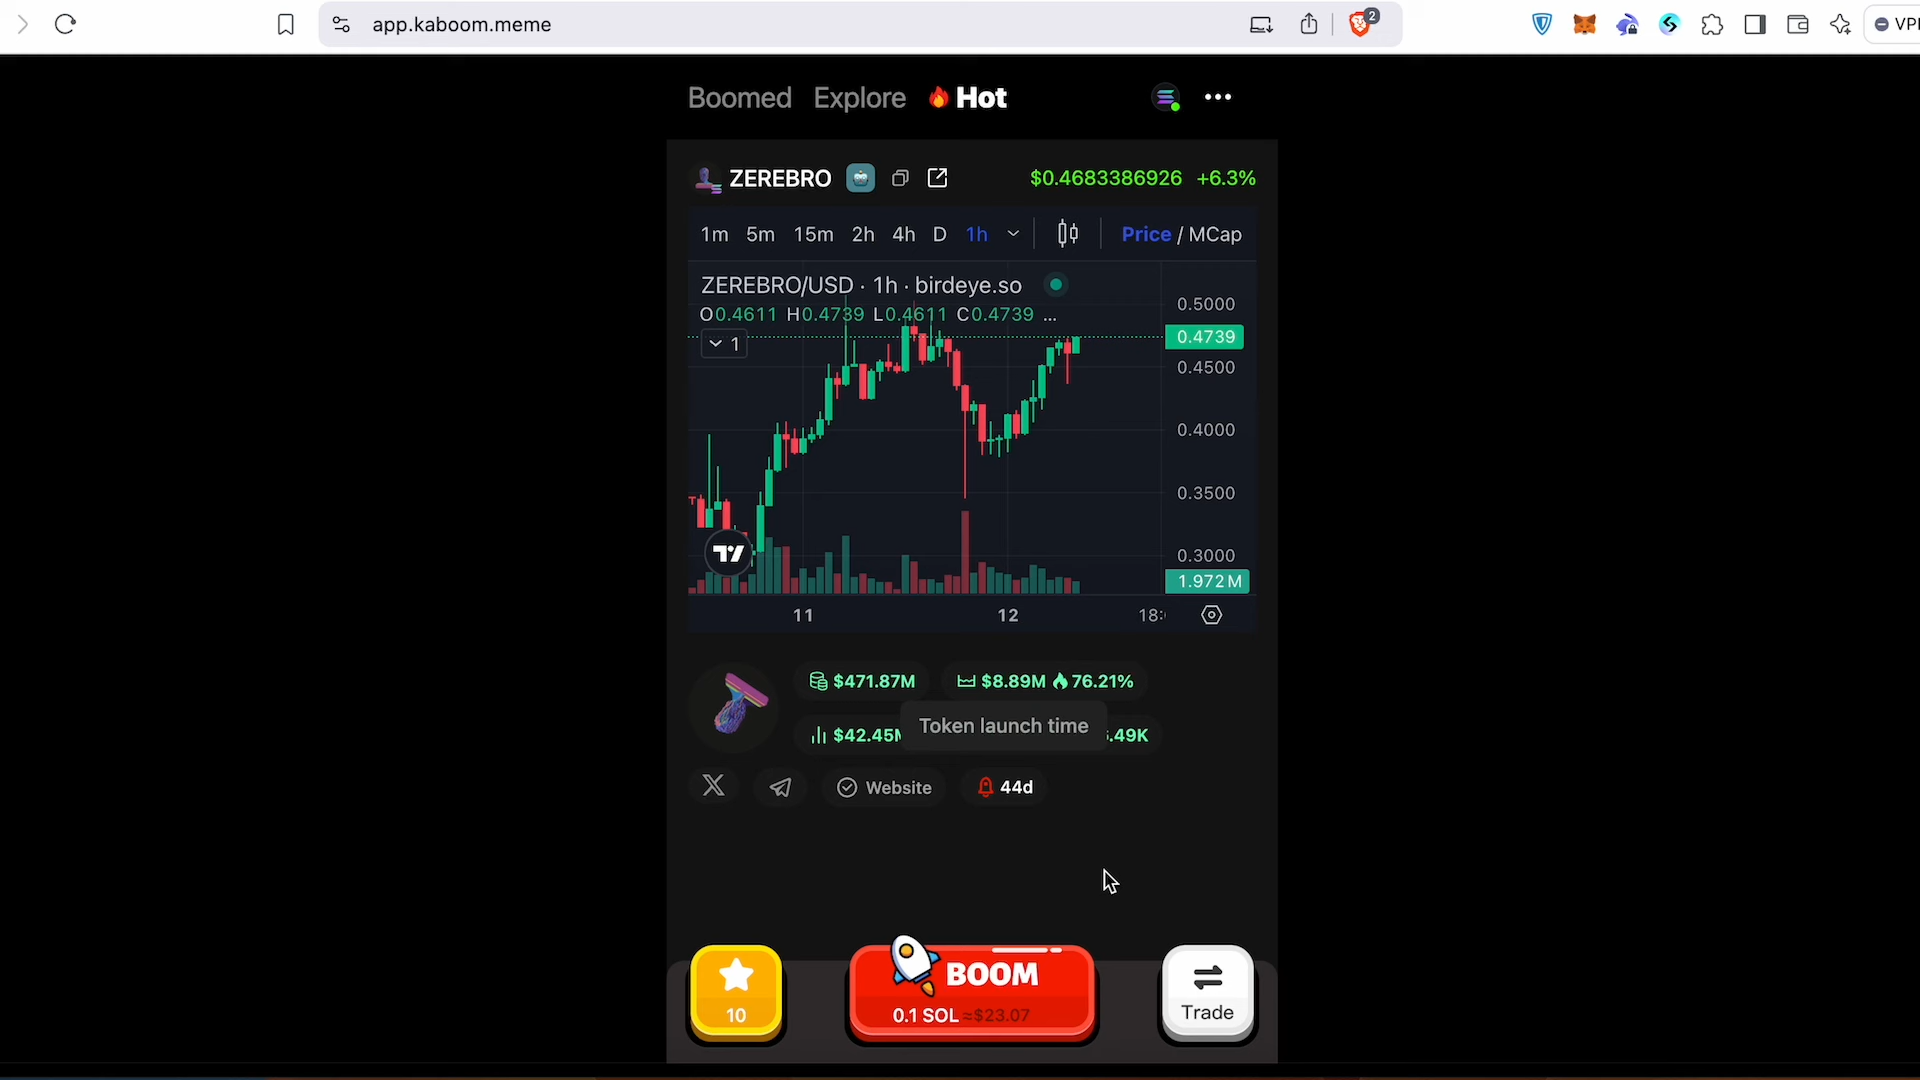 app.kaboom.meme
2
VP
Boomed Explore Hot
ZEREBRO $0.4683386926 +6.3%
1m 5m 15m 2h 4h D 1h Price / MCap
ZEREBRO/USD · 1h · birdeye.so
O0.4611 H0.4739 L0.4611 C0.4739 ...
1
0.5000
0.4739
0.4500
0.4000
0.3500
0.3000
1.972 M
11 12 18:
$471.87M $8.89M 76.21%
$42.45M Token launch time .49K
Website 44d
BOOM
10 0.1 SOL ≈$23.07 Trade